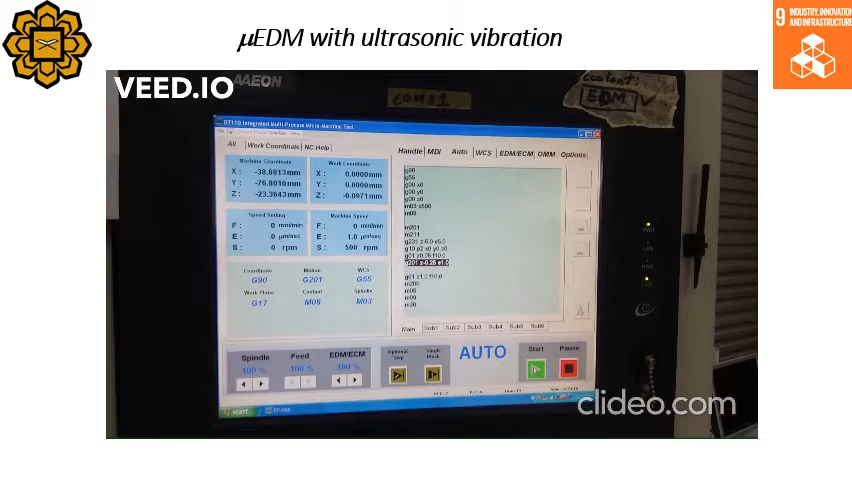 9 INDUSTRY, INNOVATION
AND INFRASTRUCTURE
µEDM with ultrasonic vibration
VEED.IO
AAEON
coolant:
EDM
DT110 Integrated Multi-Process Micro-Machine Tool
All Work Coordinate NC Help
Handle MDI Auto WCS EDM/ECM OMM Options
Machine Coordinate Work Coordinate
X : -38.6813mm X : 0.0000mm
Y : -76.8010mm Y : 0.0000mm
Z : -23.3643mm Z : -0.0971mm
Speed Setting Machine Speed
F : 0 mm/min F : 0 mm/min
E : 0 µm/sec E : 1.0 µm/sec
S : 0 rpm S : 500 rpm
Coordinate Motion WCS
G90 G201 G55
Work Plane Coolant Spindle
G17 M08 M03
g90
g55
g00 x0
g00 y0
g00 z0
m03 s500
m08
m201
m211
g231 z-5.0 e5.0
g10 p2 x0 y0 z0
g01 z0.05 f10.0
g201 z-0.25 e1.0
g01 z1.0 f10.0
m200
m05
m09
m30
Main Sub1 Sub2 Sub3 Sub4 Sub5 Sub6
Spindle Feed EDM/ECM
100 % 100 % 100 %
Optional Stop
Single Block
AUTO
Start Pause
start
clideo.com